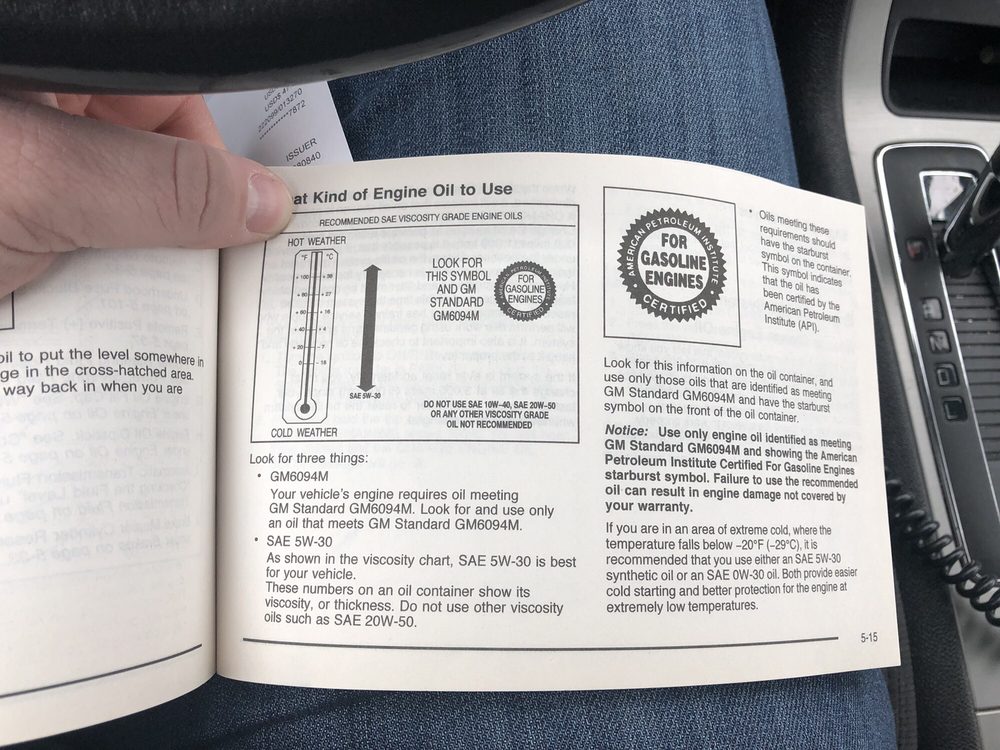 ISSUER
at Kind of Engine Oil to Use
RECOMMENDED SAE VISCOSITY GRADE ENGINE OILS
HOT WEATHER
°F
°C
+ 100
+ 38
+ 80
+ 27
+ 60
+ 16
+ 40
+ 4
+ 20
- 7
0
- 18
COLD WEATHER
SAE 5W-30
LOOK FOR
THIS SYMBOL
AND GM
STANDARD
GM6094M
AMERICAN PETROLEUM INSTITUTE
FOR
GASOLINE
ENGINES
CERTIFIED
DO NOT USE SAE 10W-40, SAE 20W-50
OR ANY OTHER VISCOSITY GRADE
OIL NOT RECOMMENDED
Look for three things:
• GM6094M
Your vehicle's engine requires oil meeting
GM Standard GM6094M. Look for and use only
an oil that meets GM Standard GM6094M.
• SAE 5W-30
As shown in the viscosity chart, SAE 5W-30 is best
for your vehicle.
These numbers on an oil container show its
viscosity, or thickness. Do not use other viscosity
oils such as SAE 20W-50.
AMERICAN PETROLEUM INSTITUTE
FOR
GASOLINE
ENGINES
CERTIFIED
• Oils meeting these
requirements should
have the starburst
symbol on the container.
This symbol indicates
that the oil has
been certified by the
American Petroleum
Institute (API).
Look for this information on the oil container, and
use only those oils that are identified as meeting
GM Standard GM6094M and have the starburst
symbol on the front of the oil container.
Notice: Use only engine oil identified as meeting
GM Standard GM6094M and showing the American
Petroleum Institute Certified For Gasoline Engines
starburst symbol. Failure to use the recommended
oil can result in engine damage not covered by
your warranty.
If you are in an area of extreme cold, where the
temperature falls below -20°F (-29°C), it is
recommended that you use either an SAE 5W-30
synthetic oil or an SAE 0W-30 oil. Both provide easier
cold starting and better protection for the engine at
extremely low temperatures.
5-15
oil to put the level somewhere in
ge in the cross-hatched area.
way back in when you are
R
N
D